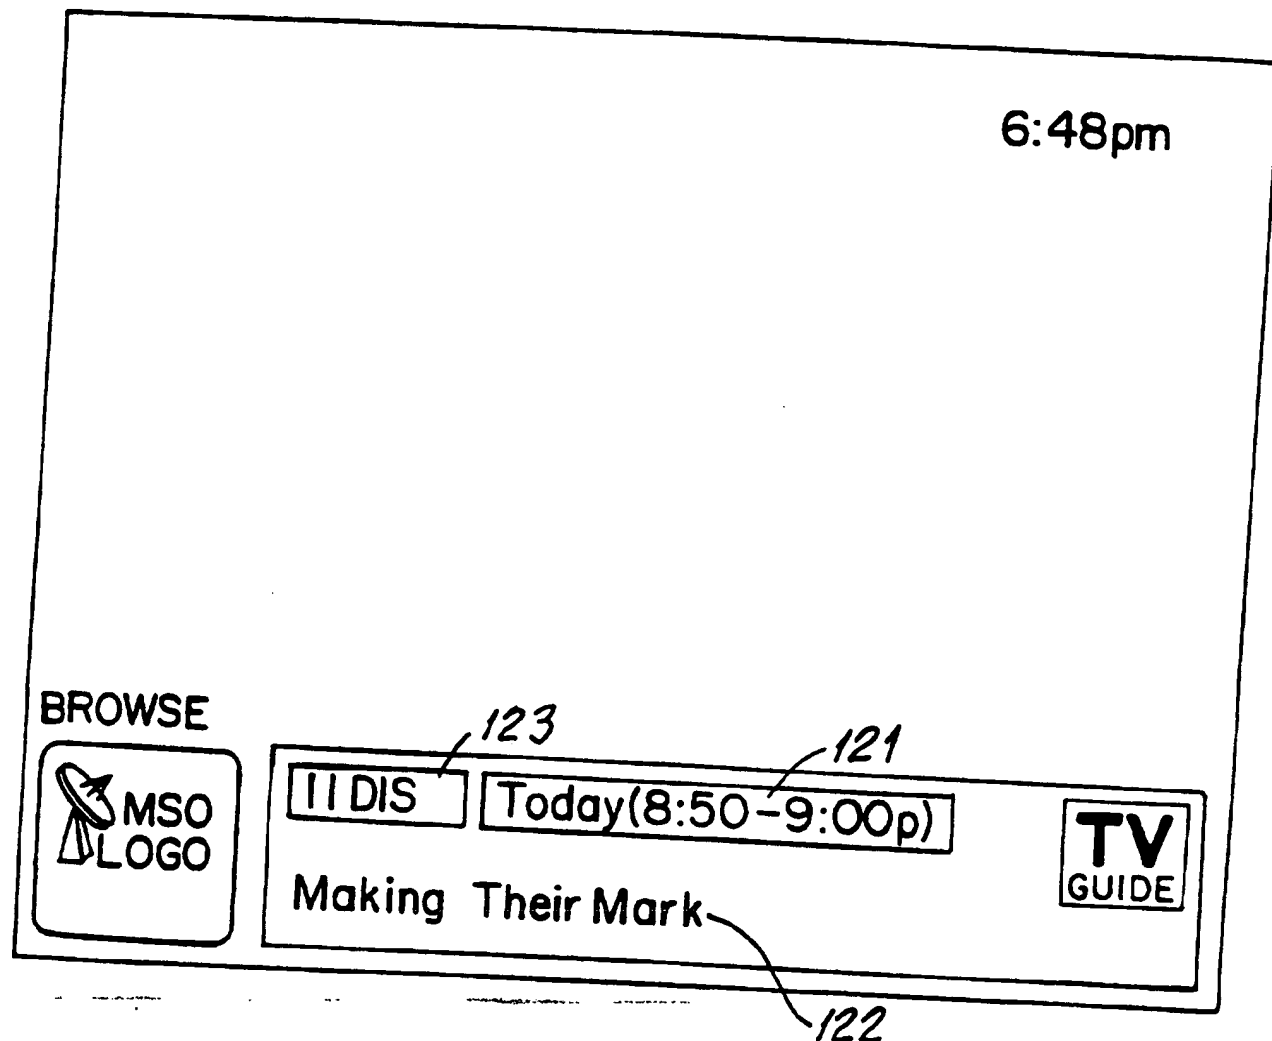 6:48pm
BROWSE
123
121
MSO
LOGO
11 DIS
Today(8:50-9:00p)
TV
GUIDE
Making Their Mark
122